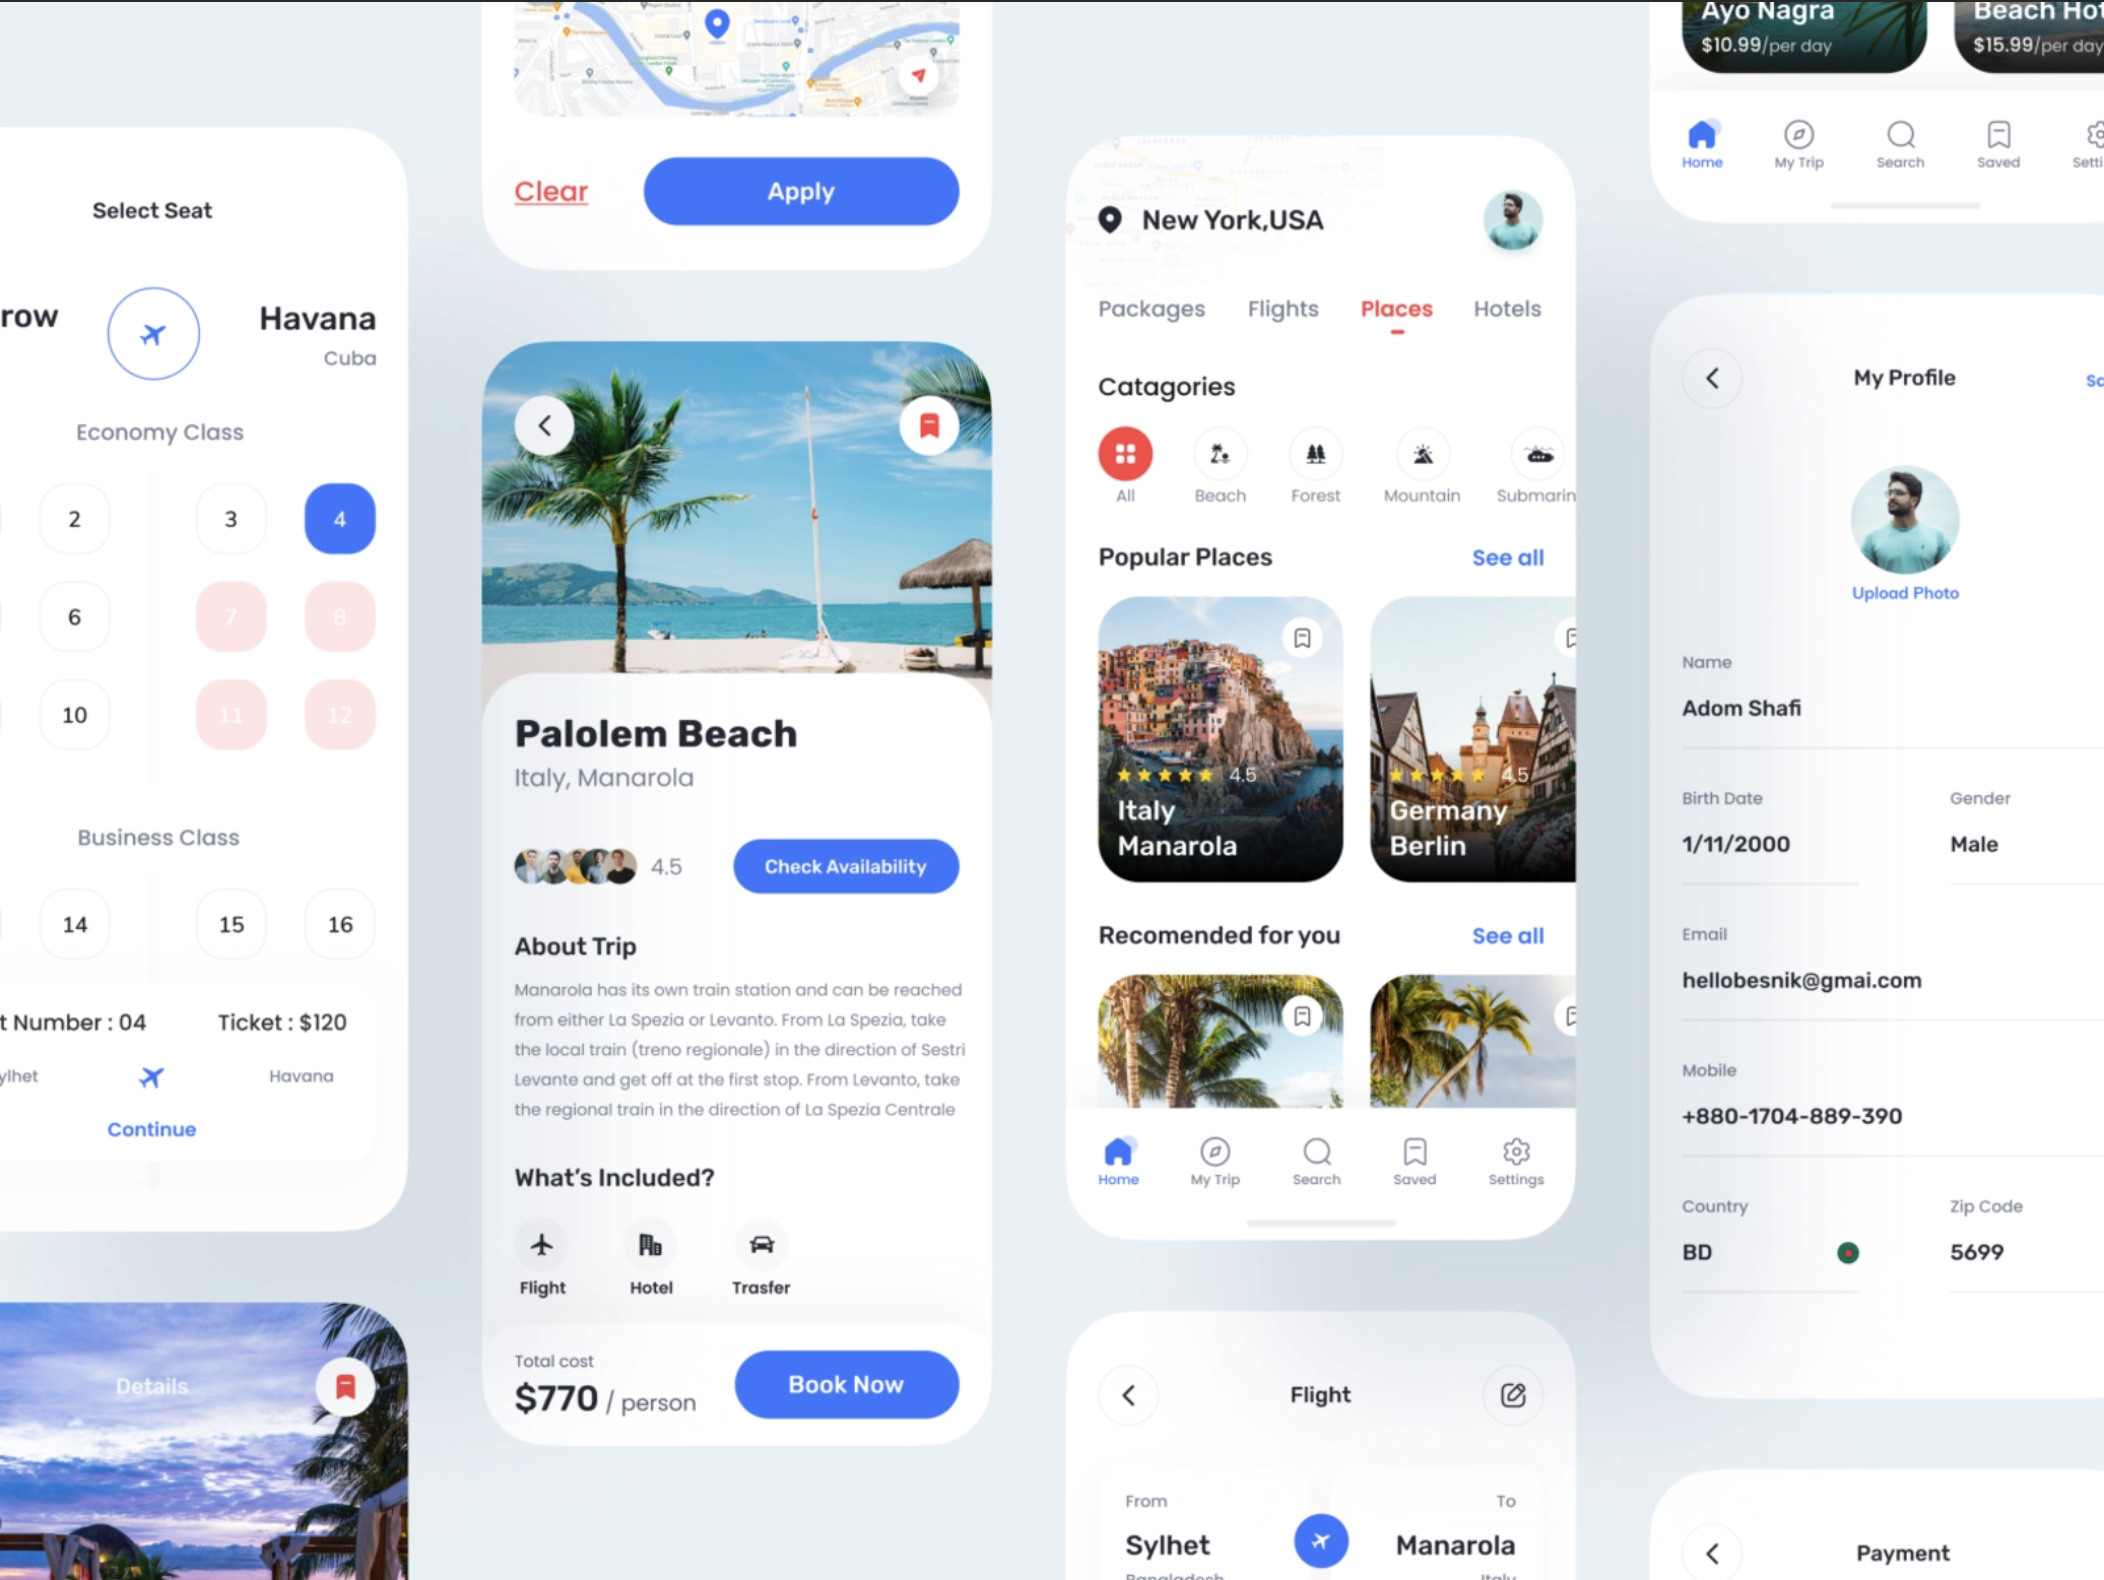 Select Seat
Havana
Cuba
Economy Class
2
3
4
6
7
8
10
11
12
Business Class
14
15
16
Number : 04
Ticket : $120
Havana
Continue
Details
Clear
Apply
Palolem Beach
Italy, Manarola
4.5
Check Availability
About Trip
Manarola has its own train station and can be reached
from either La Spezia or Levanto. From La Spezia, take
the local train (treno regionale) in the direction of Sestri
Levante and get off at the first stop. From Levanto, take
the regional train in the direction of La Spezia Centrale
What's Included?
Flight
Hotel
Trasfer
Total cost
$770 / person
Book Now
New York,USA
Packages
Flights
Places
Hotels
Catagories
All
Beach
Forest
Mountain
Submarin
Popular Places
See all
4.5
Italy
Manarola
4.5
Germany
Berlin
Recomended for you
See all
Home
My Trip
Search
Saved
Settings
Flight
From
To
Sylhet
Manarola
Bangladesh
Italy
Ayo Nagra
$10.99/per day
Beach Hot
$15.99/per day
Home
My Trip
Search
Saved
Setti
My Profile
Upload Photo
Name
Adom Shafi
Birth Date
Gender
1/11/2000
Male
Email
hellobesnik@gmai.com
Mobile
+880-1704-889-390
Country
Zip Code
BD
5699
Payment